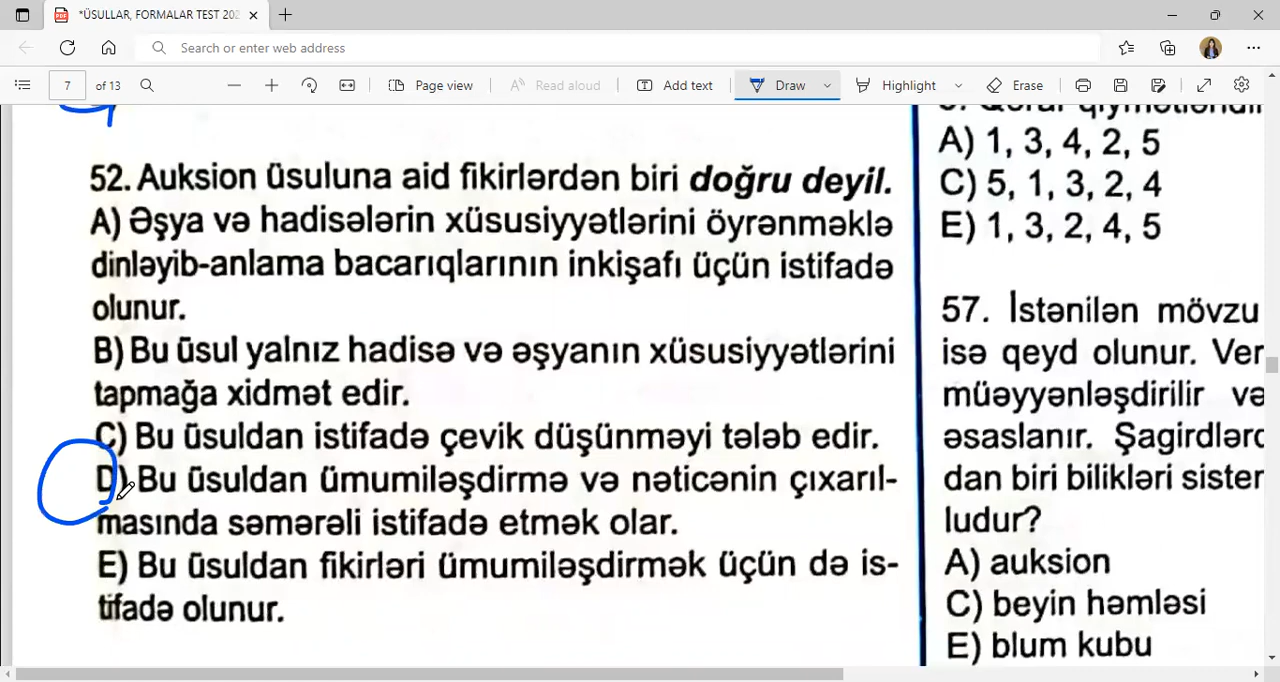 *ÜSULLAR, FORMALAR TEST 202
Search or enter web address
7 of 13
Page view
Read aloud
Add text
Draw
Highlight
Erase
52. Auksion üsuluna aid fikirlərdən biri doğru deyil.
A) Əşya və hadisələrin xüsusiyyətlərini öyrənməklə
dinləyib-anlama bacarıqlarının inkişafı üçün istifadə
olunur.
B) Bu üsul yalnız hadisə və əşyanın xüsusiyyətlərini
tapmağa xidmət edir.
C) Bu üsuldan istifadə çevik düşünməyi tələb edir.
D) Bu üsuldan ümumiləşdirmə və nəticənin çıxarıl-
masında səmərəli istifadə etmək olar.
E) Bu üsuldan fikirləri ümumiləşdirmək üçün də is-
tifadə olunur.
A) 1, 3, 4, 2, 5
C) 5, 1, 3, 2, 4
E) 1, 3, 2, 4, 5
57. İstənilən mövzu
isə qeyd olunur. Ver
müəyyənləşdirilir və
əsaslanır. Şagirdlərd
dan biri bilikləri sister
ludur?
A) auksion
C) beyin həmləsi
E) blum kubu